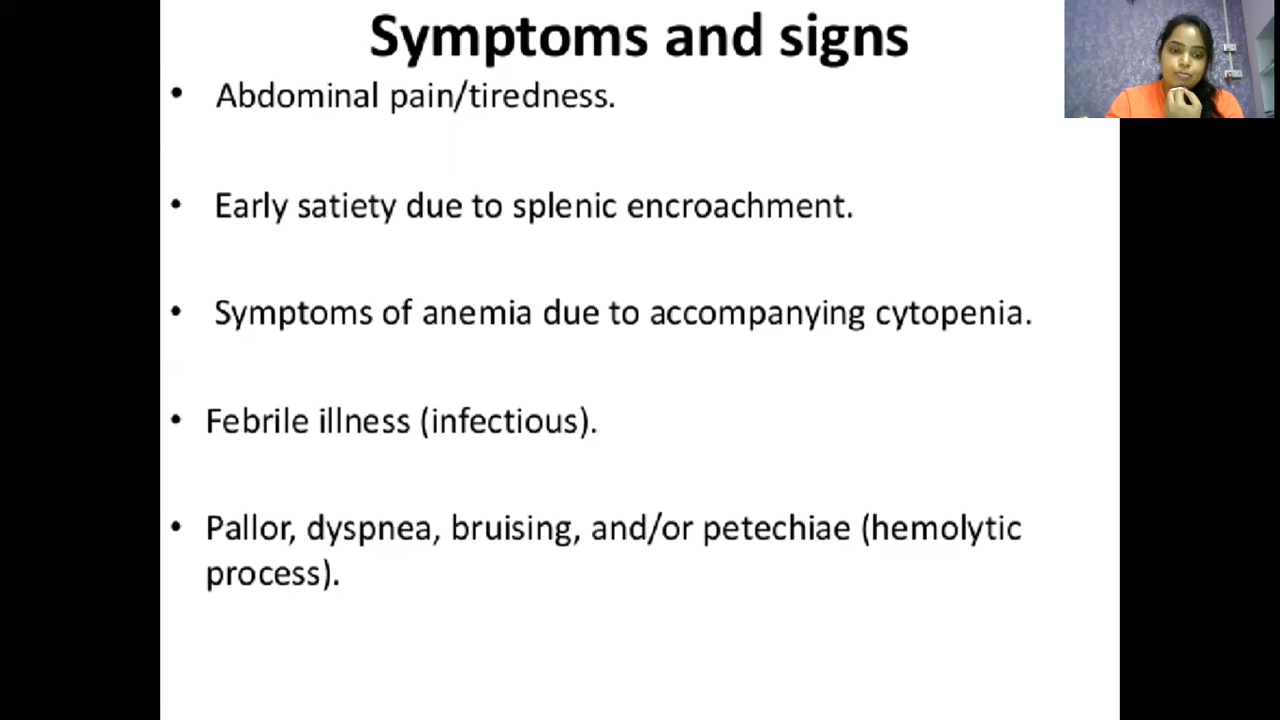 Symptoms and signs
• Abdominal pain/tiredness.
• Early satiety due to splenic encroachment.
• Symptoms of anemia due to accompanying cytopenia.
• Febrile illness (infectious).
• Pallor, dyspnea, bruising, and/or petechiae (hemolytic
process).